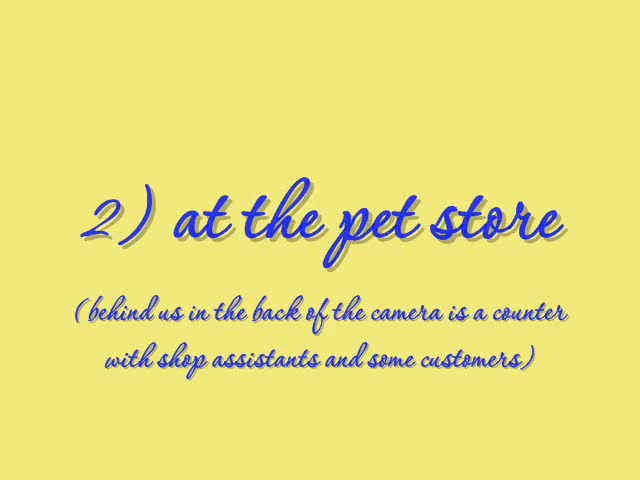 2) at the pet store
(behind us in the back of the camera is a counter
with shop assistants and some customers)